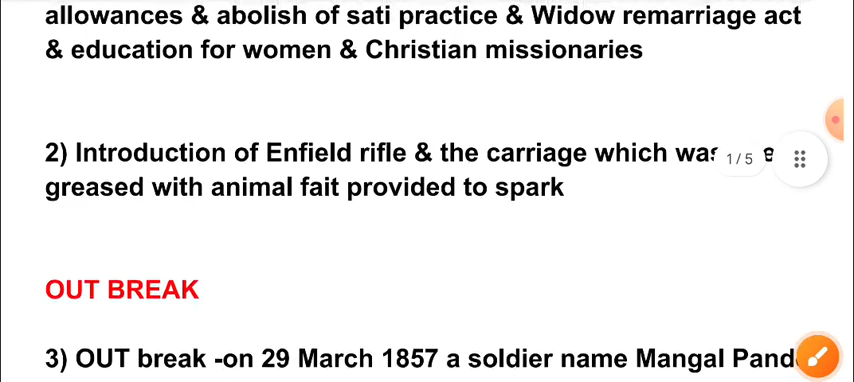 allowances & abolish of sati practice & Widow remarriage act
& education for women & Christian missionaries
2) Introduction of Enfield rifle & the carriage which was
1/5
greased with animal fait provided to spark
OUT BREAK
3) OUT break -on 29 March 1857 a soldier name Mangal